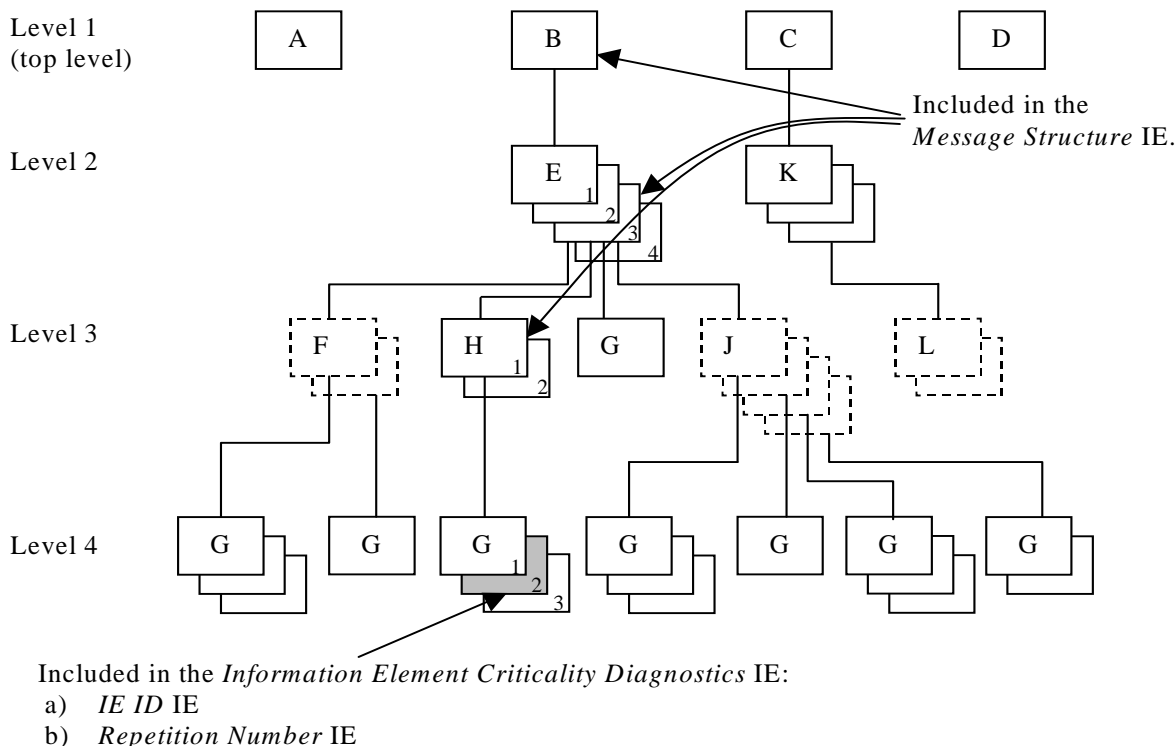 Level 1
(top level)
A
B
C
D
Included in the
Message Structure IE.
Level 2
E
1
2
3
4
K
Level 3
F
H
1
2
G
J
L
Level 4
G
G
G
1
2
3
G
G
G
G
Included in the Information Element Criticality Diagnostics IE:
a) IE ID IE
b) Repetition Number IE